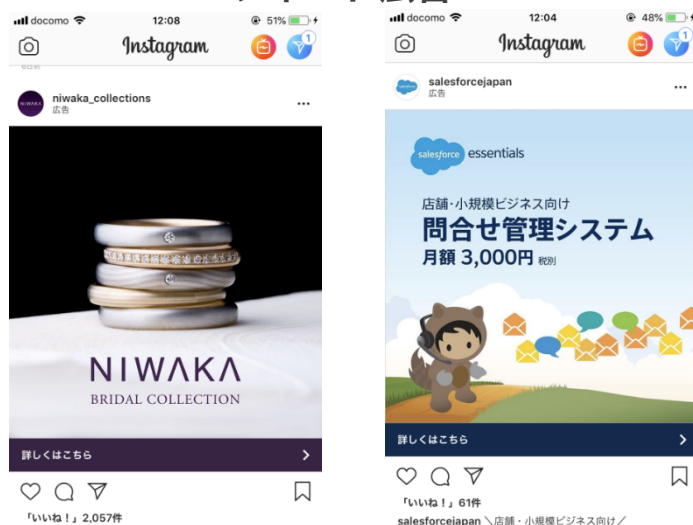 docomo 12:08 51%
Instagram
niwaka_collections
広告
NIWAKA
BRIDAL COLLECTION
詳しくはこちら
「いいね！」2,057件
docomo 12:04 48%
Instagram
1
salesforcejapan
広告
salesforce essentials
店舗・小規模ビジネス向け
問合せ管理システム
月額 3,000円 税別
詳しくはこちら
「いいね！」61件
salesforcejapan ＼店舗・小規模ビジネス向け／